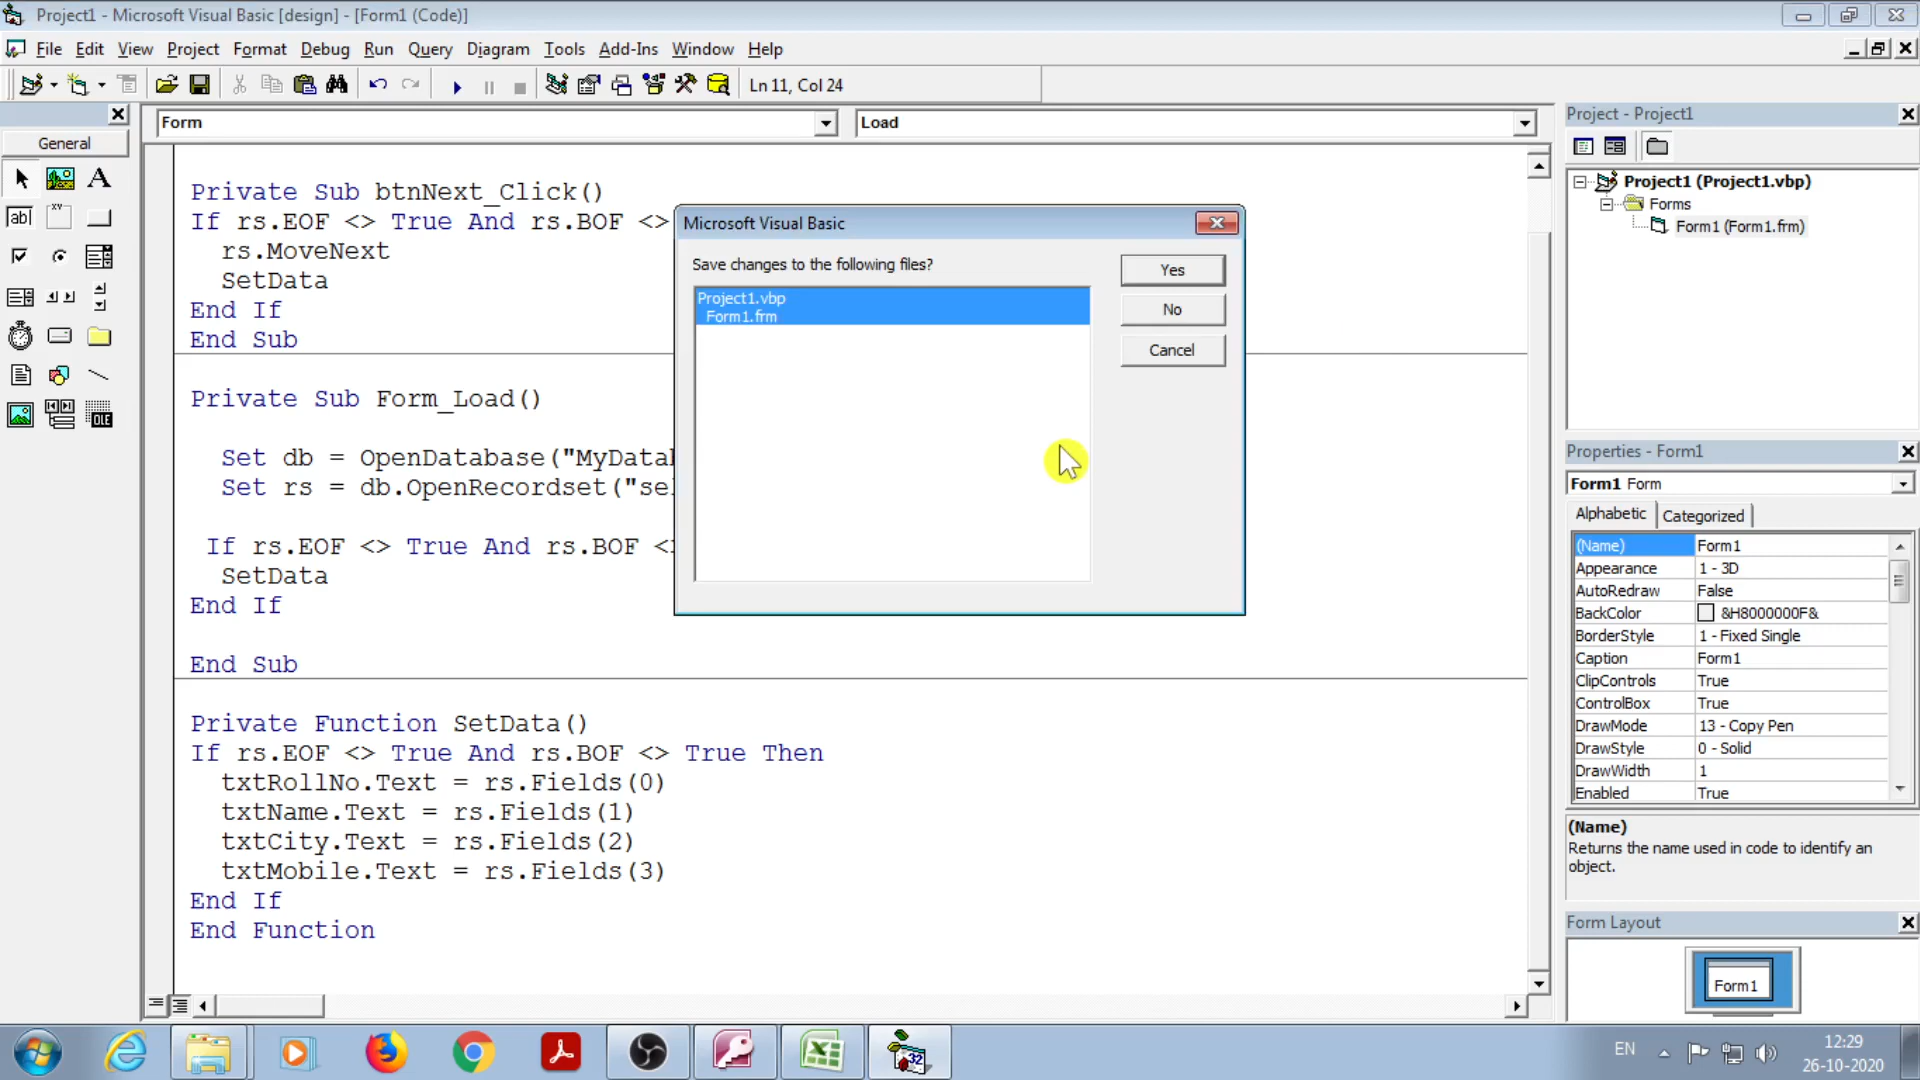 Project1 - Microsoft Visual Basic [design] - [Form1 (Code)]
File Edit View Project Format Debug Run Query Diagram Tools Add-Ins Window Help
Ln 11, Col 24
General
Form
Load
Private Sub btnNext_Click()
If rs.EOF <> True And rs.BOF <>
rs.MoveNext
SetData
End If
End Sub
Private Sub Form_Load()
Set db = OpenDatabase("MyData
Set rs = db.OpenRecordset("se
If rs.EOF <> True And rs.BOF <
SetData
End If
End Sub
Private Function SetData()
If rs.EOF <> True And rs.BOF <> True Then
txtRollNo.Text = rs.Fields(0)
txtName.Text = rs.Fields(1)
txtCity.Text = rs.Fields(2)
txtMobile.Text = rs.Fields(3)
End If
End Function
Microsoft Visual Basic
Save changes to the following files?
Project1.vbp
Form1.frm
Yes
No
Cancel
Project - Project1
Project1 (Project1.vbp)
Forms
Form1 (Form1.frm)
Properties - Form1
Form1 Form
Alphabetic Categorized
(Name) Form1
Appearance 1 - 3D
AutoRedraw False
BackColor &H8000000F&
BorderStyle 1 - Fixed Single
Caption Form1
ClipControls True
ControlBox True
DrawMode 13 - Copy Pen
DrawStyle 0 - Solid
DrawWidth 1
Enabled True
(Name)
Returns the name used in code to identify an
object.
Form Layout
Form1
EN
12:29
26-10-2020